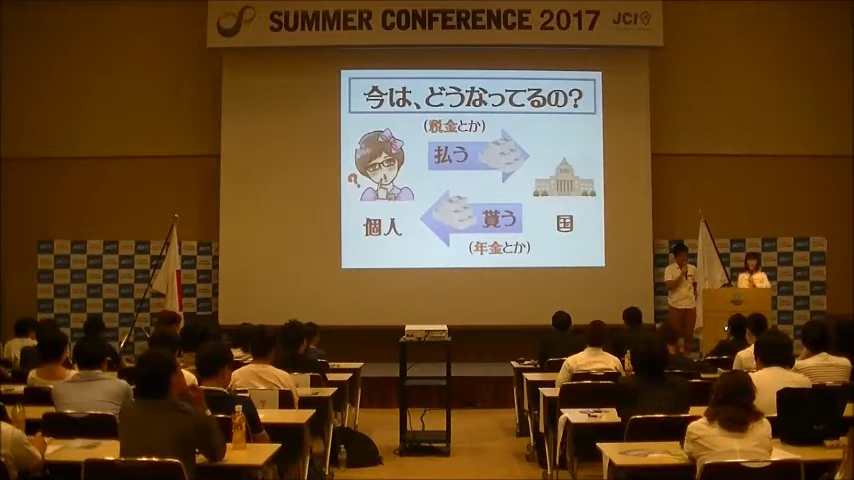 SUMMER CONFERENCE 2017
JCI
今は、どうなってるの?
(税金とか)
払う
?
個人
貰う
国
(年金とか)